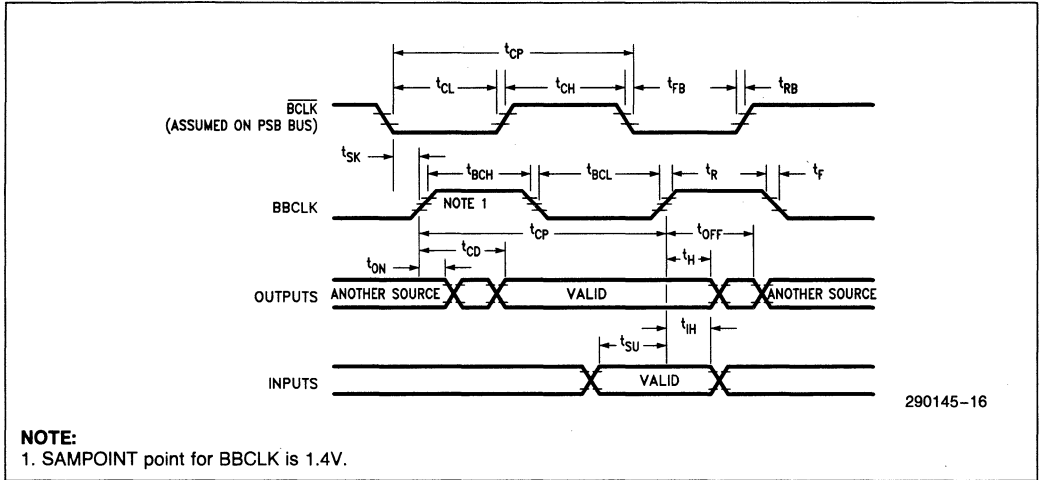 tCP
tCL
tCH
tFB
tRB
BCLK
(ASSUMED ON PSB BUS)
tSK
tBCH
tBCL
tR
tF
BBCLK
NOTE 1
tCP
tOFF
tCD
tH
tON
OUTPUTS
ANOTHER SOURCE
VALID
ANOTHER SOURCE
tIH
tSU
INPUTS
VALID
290145-16
NOTE:
1. SAMPOINT point for BBCLK is 1.4V.